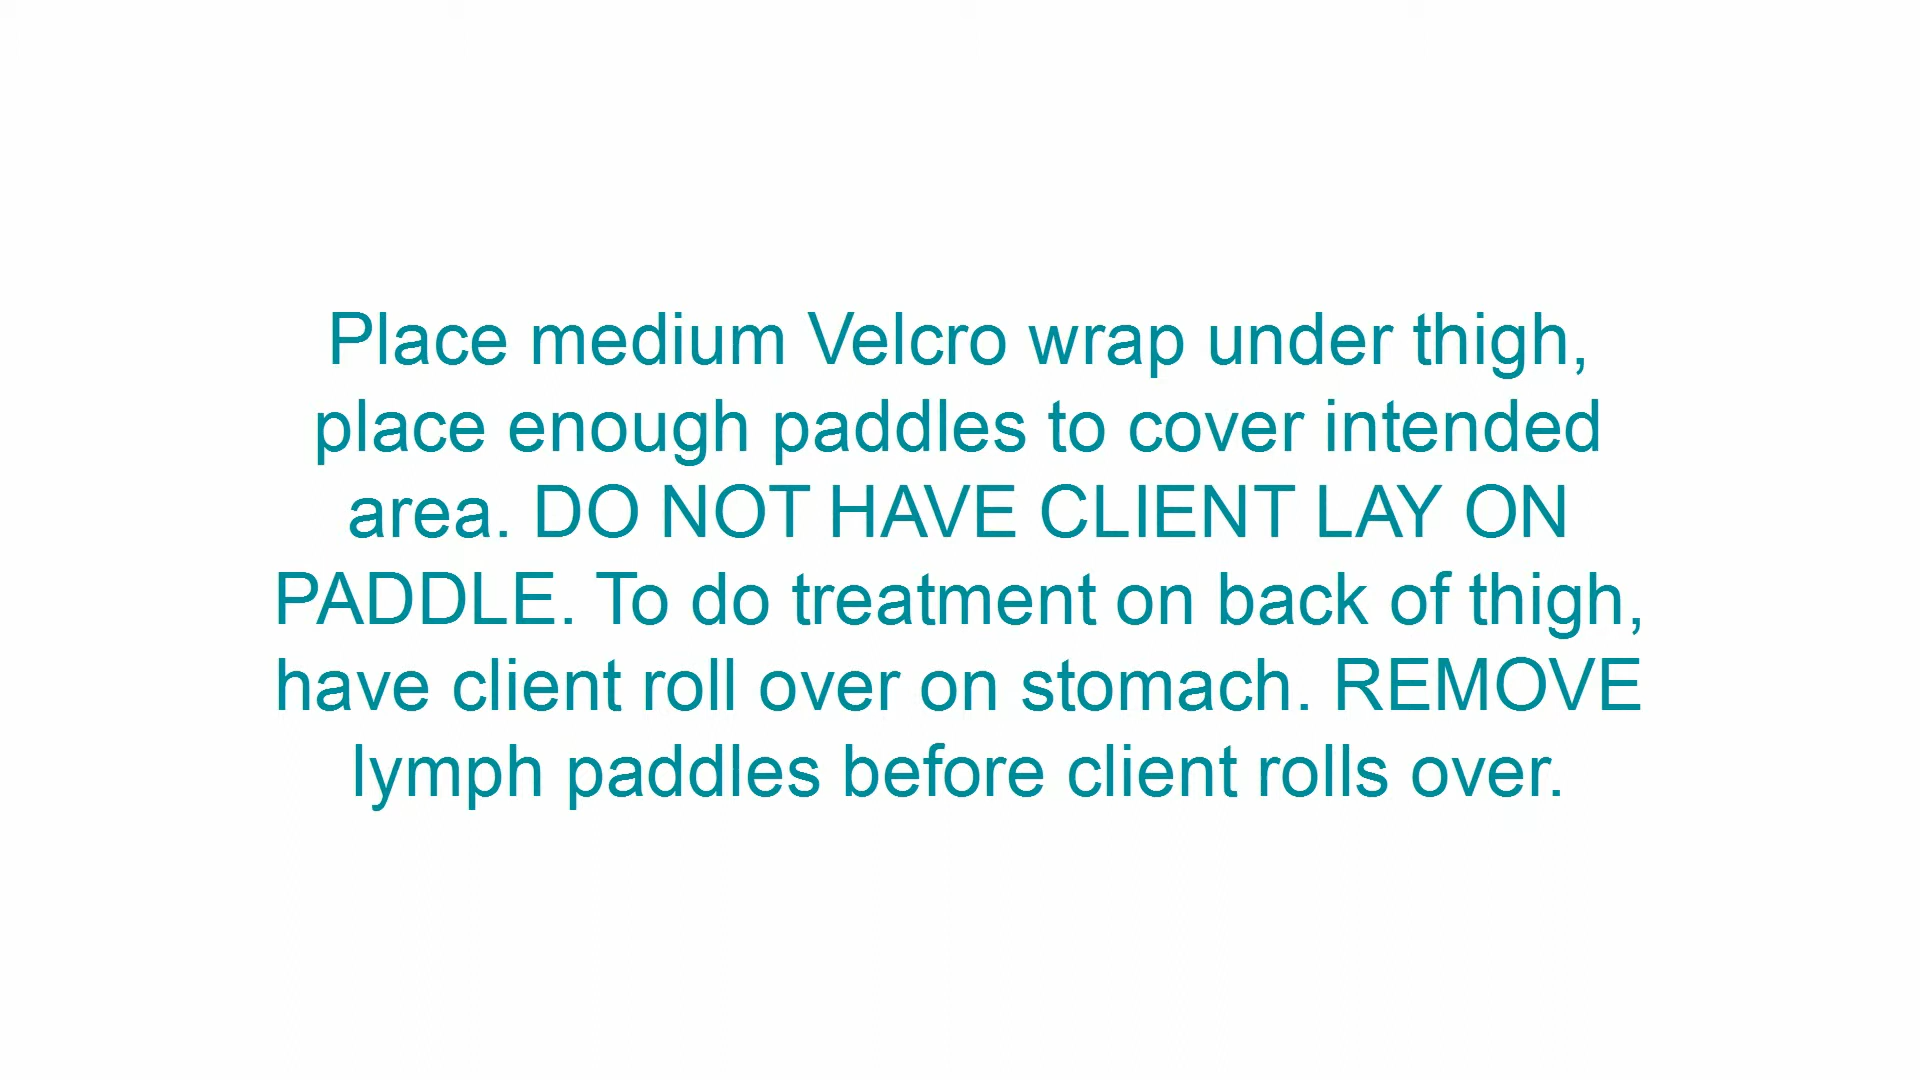 Place medium Velcro wrap under thigh,
place enough paddles to cover intended
area. DO NOT HAVE CLIENT LAY ON
PADDLE. To do treatment on back of thigh,
have client roll over on stomach. REMOVE
lymph paddles before client rolls over.